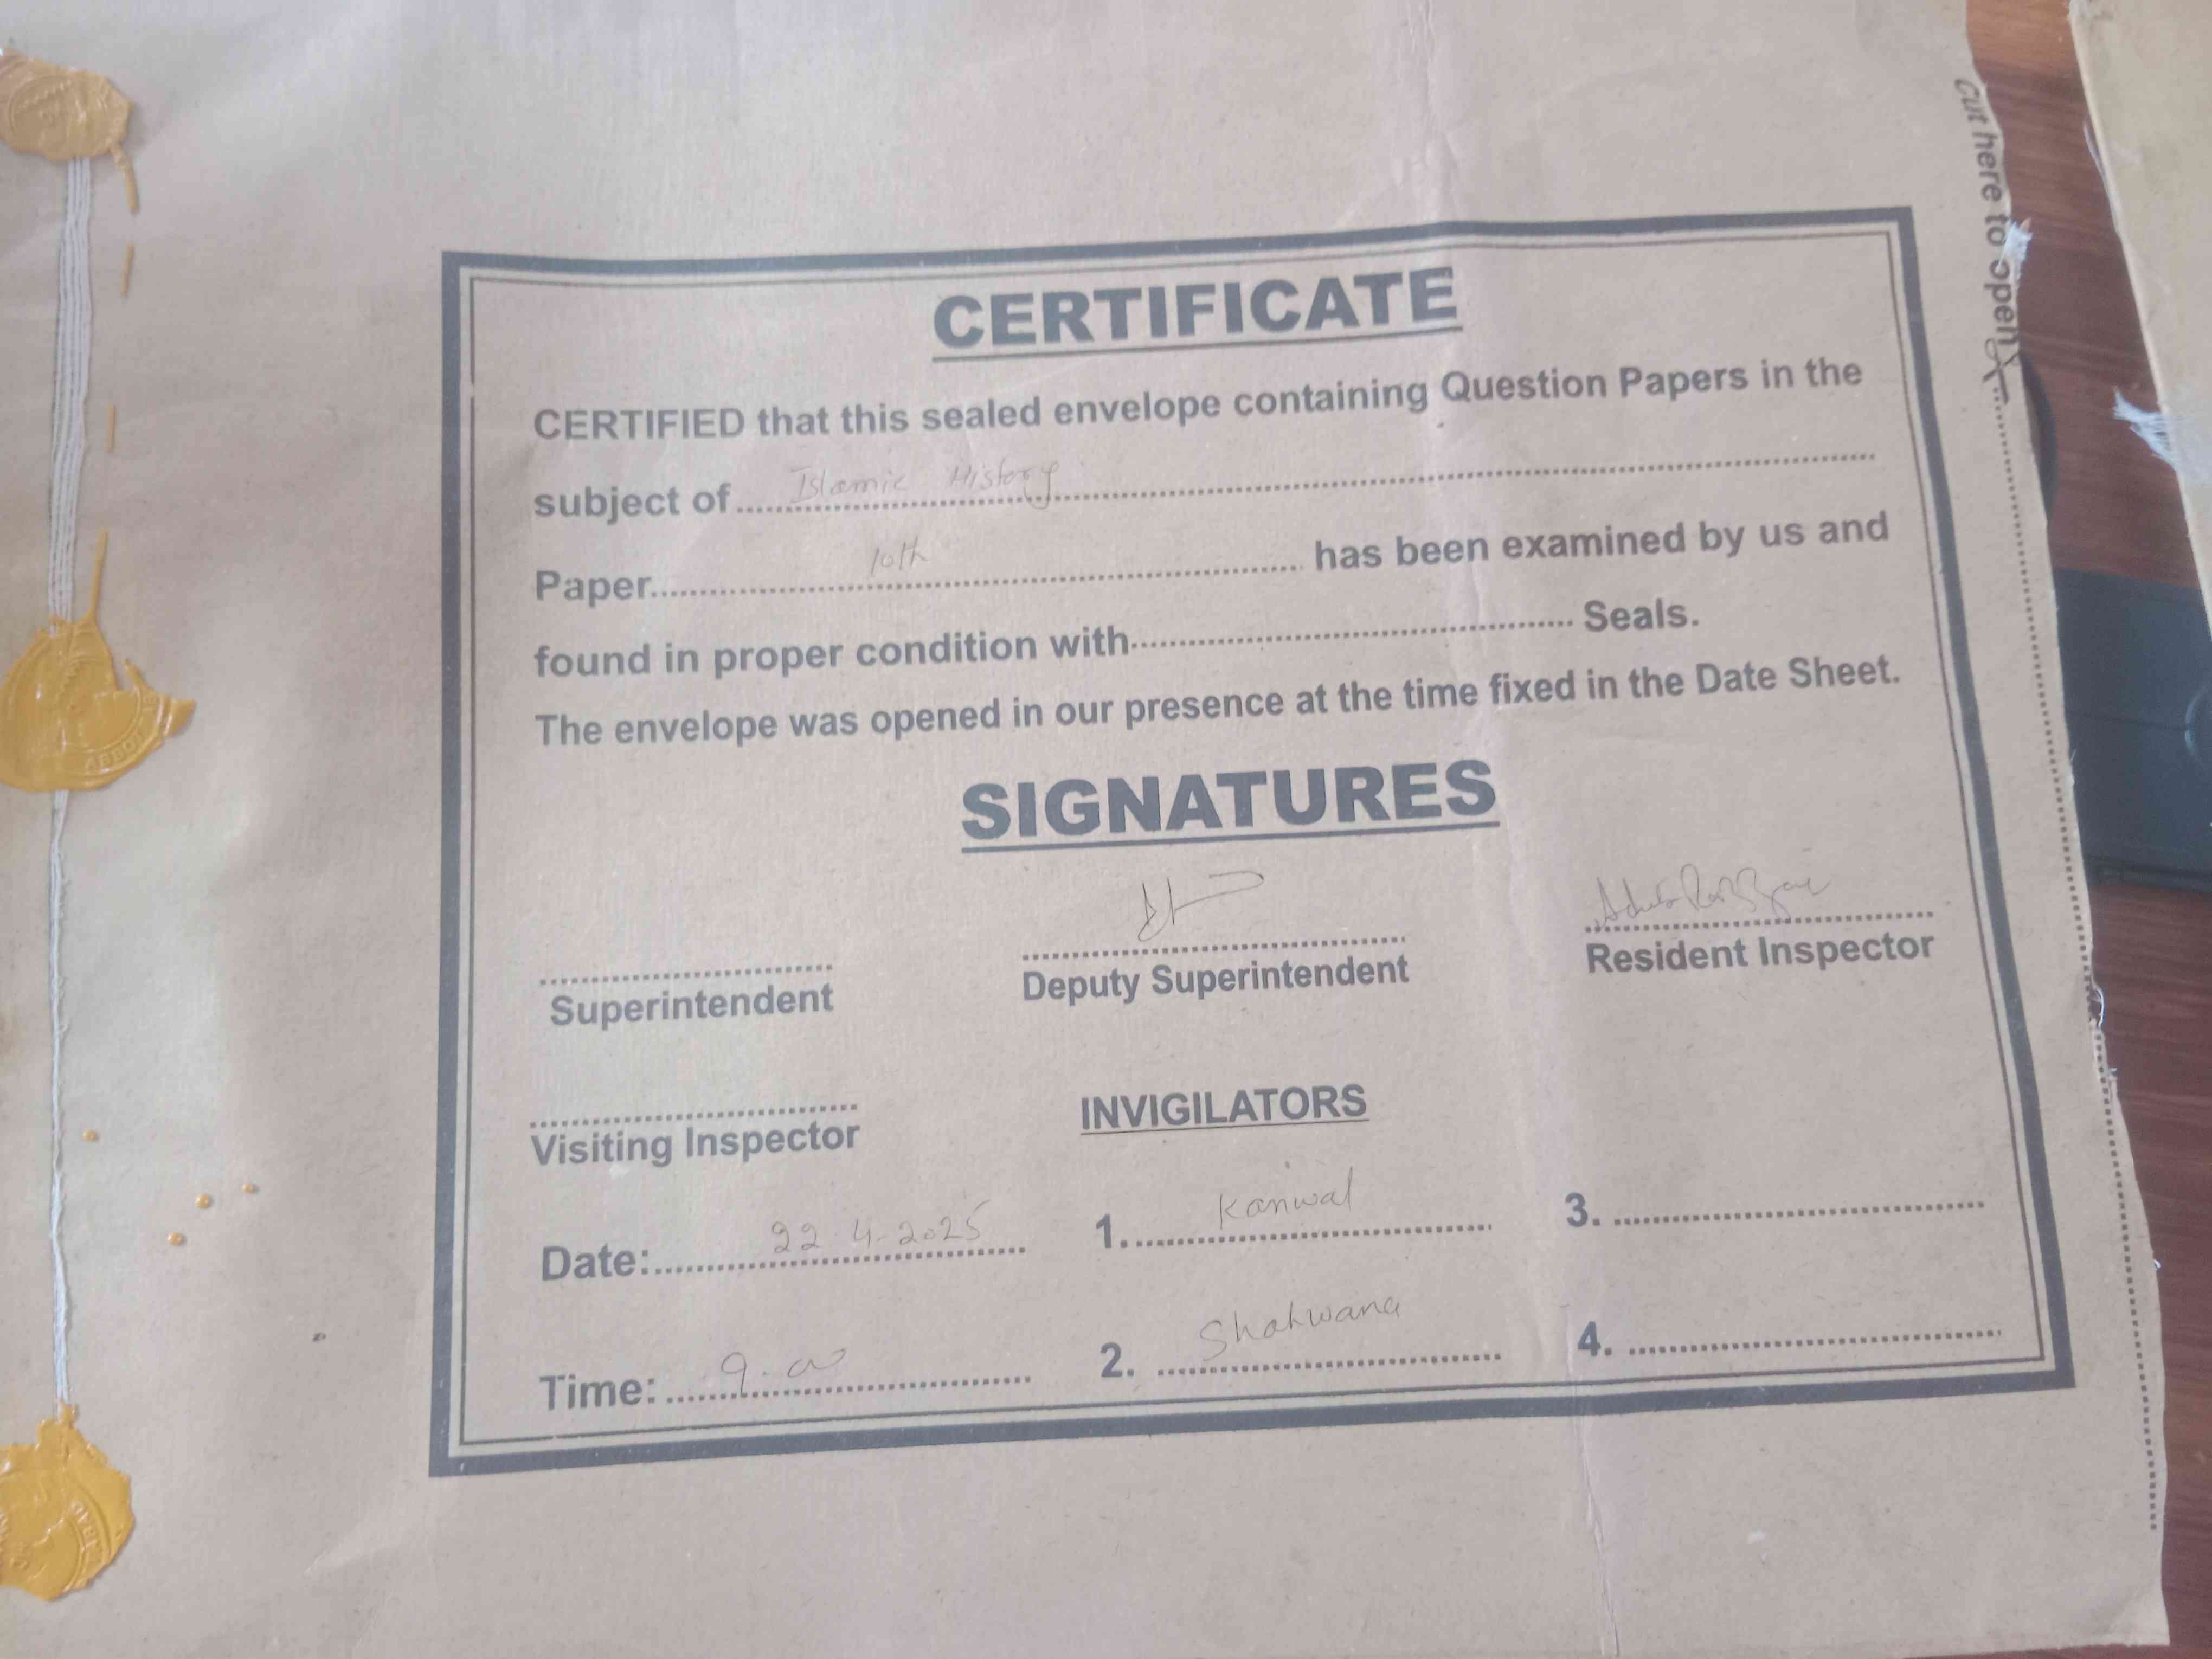 Cut here to open
CERTIFICATE
CERTIFIED that this sealed envelope containing Question Papers in the
subject of Islamic History
Paper 10th has been examined by us and
found in proper condition with Seals.
The envelope was opened in our presence at the time fixed in the Date Sheet.
SIGNATURES
Superintendent
Deputy Superintendent
Resident Inspector
Visiting Inspector
INVIGILATORS
Date: 22 4-2025
1. Kanwal
3.
Time: 9.00
2. Shahwana
4.